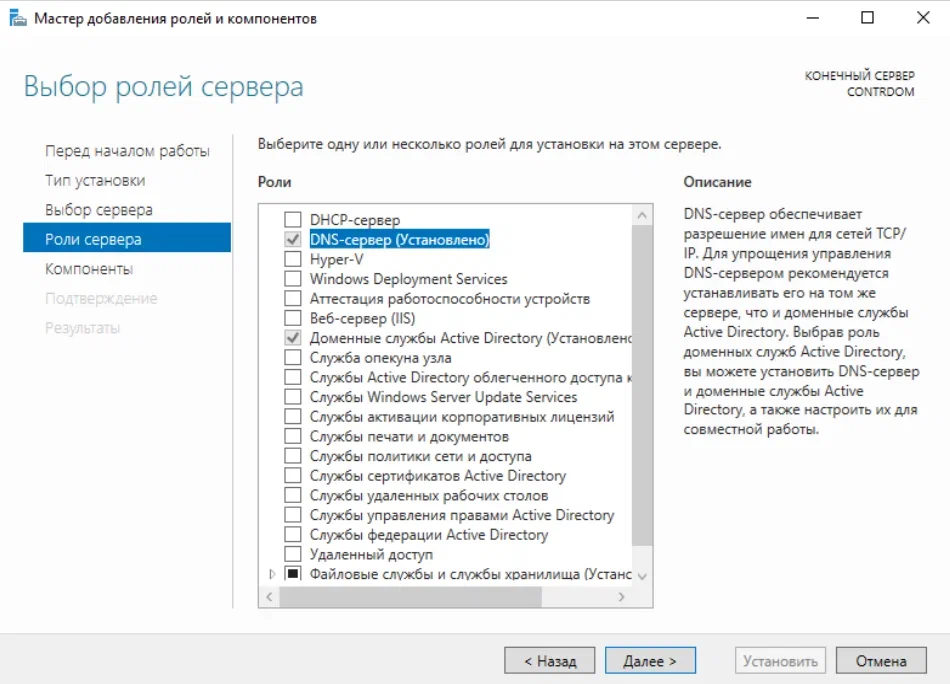 Мастер добавления ролей и компонентов
Выбор ролей сервера
КОНЕЧНЫЙ СЕРВЕР
CONTRDOM
Перед началом работы
Тип установки
Выбор сервера
Роли сервера
Компоненты
Подтверждение
Результаты
Выберите одну или несколько ролей для установки на этом сервере.
Роли
DHCP-сервер
DNS-сервер (Установлено)
Hyper-V
Windows Deployment Services
Аттестация работоспособности устройств
Веб-сервер (IIS)
Доменные службы Active Directory (Установлено
Служба опекуна узла
Службы Active Directory облегченного доступа к
Службы Windows Server Update Services
Службы активации корпоративных лицензий
Службы печати и документов
Службы политики сети и доступа
Службы сертификатов Active Directory
Службы удаленных рабочих столов
Службы управления правами Active Directory
Службы федерации Active Directory
Удаленный доступ
Файловые службы и службы хранилища (Устанс
Описание
DNS-сервер обеспечивает
разрешение имен для сетей TCP/
IP. Для упрощения управления
DNS-сервером рекомендуется
устанавливать его на том же
сервере, что и доменные службы
Active Directory. Выбрав роль
доменных служб Active Directory,
вы можете установить DNS-сервер
и доменные службы Active
Directory, а также настроить их для
совместной работы.
< Назад
Далее >
Установить
Отмена